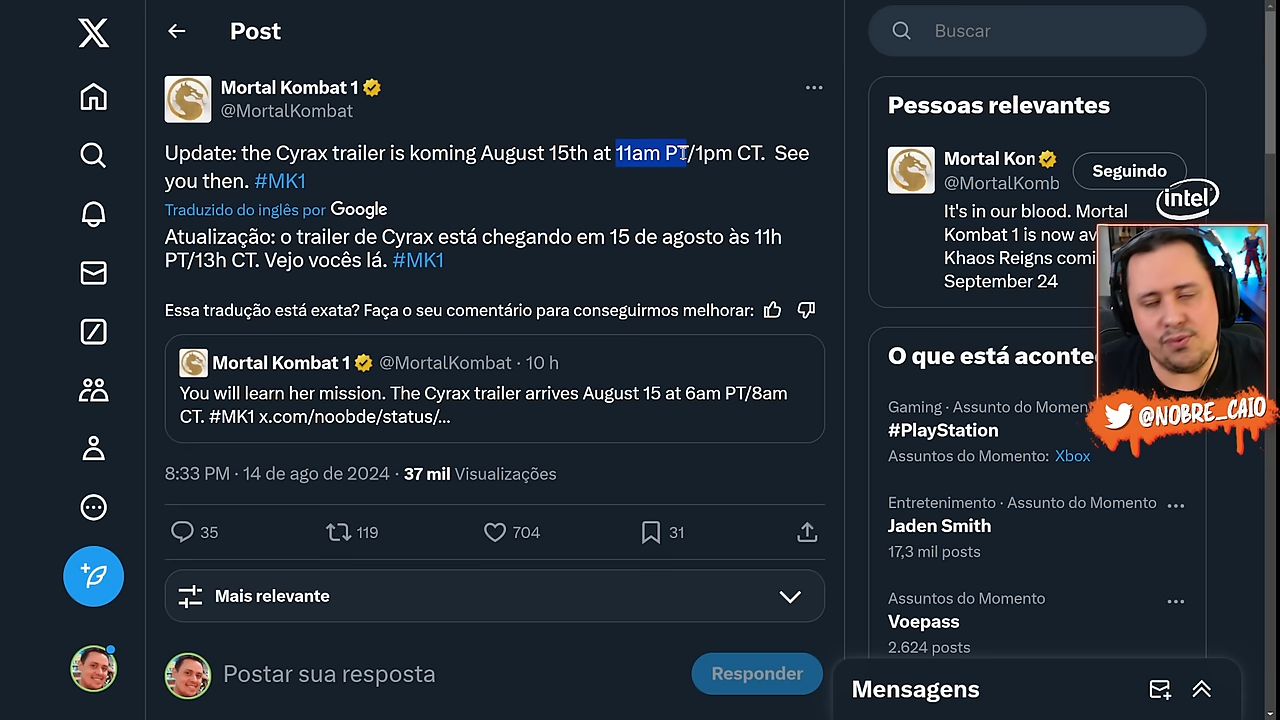 Post
Buscar
Mortal Kombat 1
@MortalKombat
Update: the Cyrax trailer is koming August 15th at 11am PT/1pm CT. See
you then. #MK1
Traduzido do inglês por Google
Atualização: o trailer de Cyrax está chegando em 15 de agosto às 11h
PT/13h CT. Vejo vocês lá. #MK1
Essa tradução está exata? Faça o seu comentário para conseguirmos melhorar:
Mortal Kombat 1 @MortalKombat · 10 h
You will learn her mission. The Cyrax trailer arrives August 15 at 6am PT/8am
CT. #MK1 x.com/noobde/status/...
8:33 PM · 14 de ago de 2024 · 37 mil Visualizações
35 119 704 31
Mais relevante
Postar sua resposta
Responder
Pessoas relevantes
Mortal Kon
@MortalKomb
Seguindo
It's in our blood. Mortal
Kombat 1 is now av
Khaos Reigns comi
September 24
intel
@NOBRE_CAIO
O que está aconte
Gaming · Assunto do Momen
#PlayStation
Assuntos do Momento: Xbox
Entretenimento · Assunto do Momento
Jaden Smith
17,3 mil posts
Assuntos do Momento
Voepass
2.624 posts
Mensagens